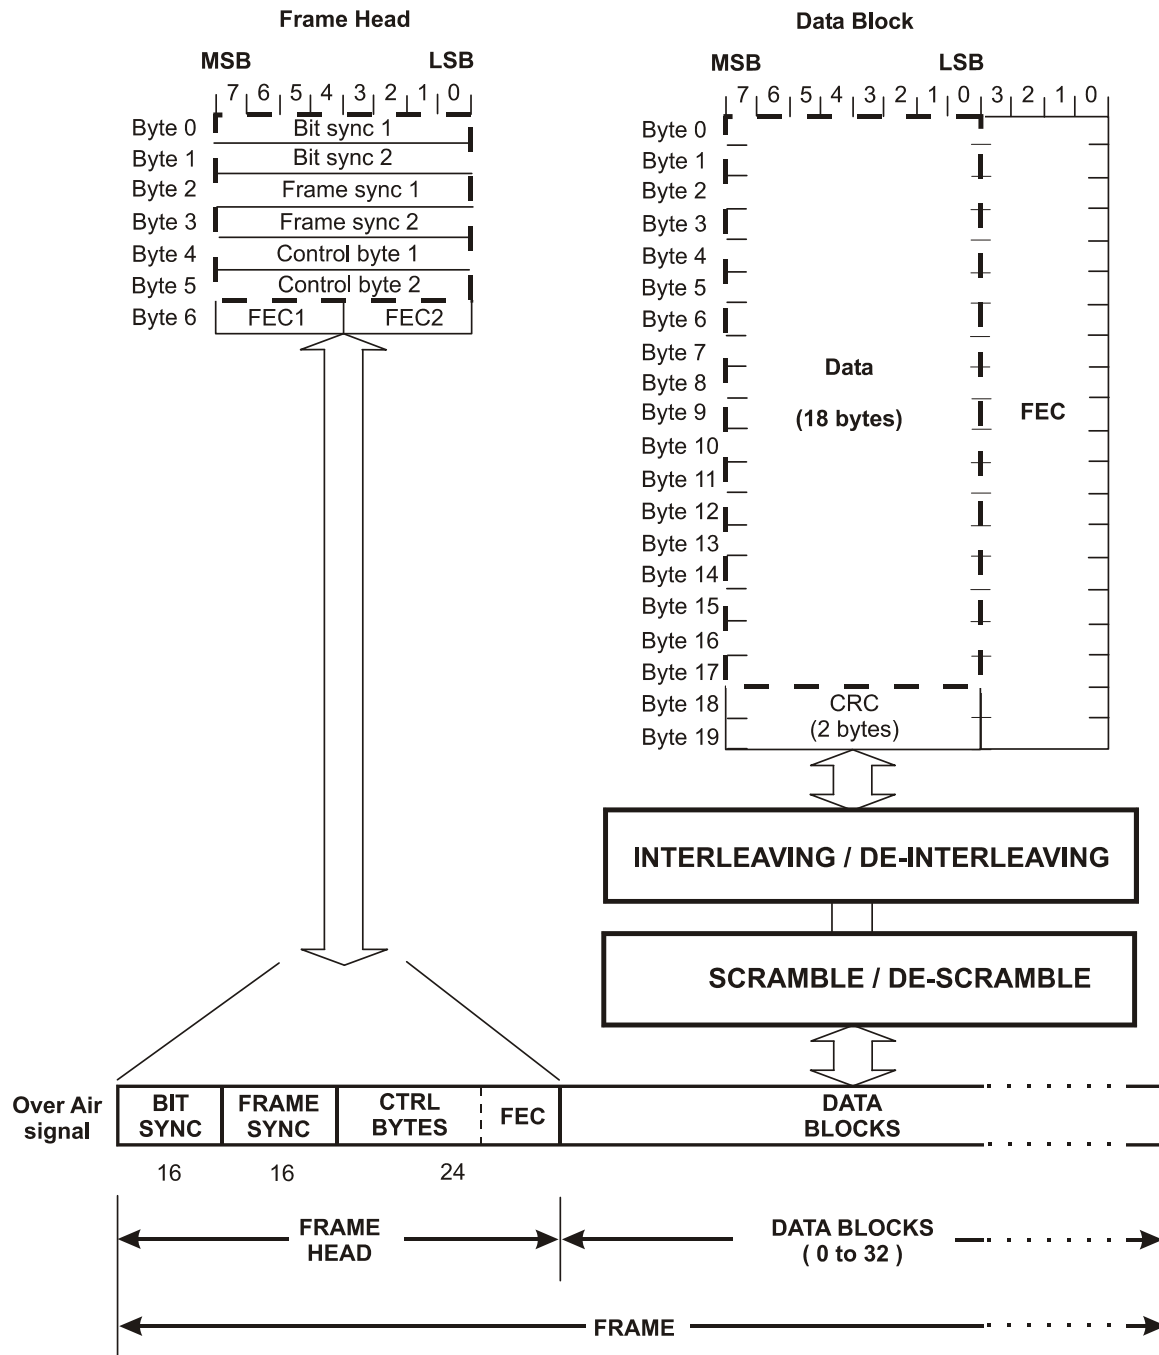 Frame Head
MSB LSB
7 6 5 4 3 2 1 0
Byte 0 Bit sync 1
Byte 1 Bit sync 2
Byte 2 Frame sync 1
Byte 3 Frame sync 2
Byte 4 Control byte 1
Byte 5 Control byte 2
Byte 6 FEC1 FEC2
Data Block
MSB LSB
7 6 5 4 3 2 1 0 3 2 1 0
Byte 0
Byte 1
Byte 2
Byte 3
Byte 4
Byte 5
Byte 6
Byte 7
Byte 8
Byte 9
Byte 10
Byte 11
Byte 12
Byte 13
Byte 14
Byte 15
Byte 16
Byte 17
Byte 18
Byte 19
Data
(18 bytes)
FEC
CRC
(2 bytes)
INTERLEAVING / DE-INTERLEAVING
SCRAMBLE / DE-SCRAMBLE
Over Air
signal
BIT
SYNC
FRAME
SYNC
CTRL
BYTES
FEC
DATA
BLOCKS
16 16 24
FRAME
HEAD
DATA BLOCKS
( 0 to 32 )
FRAME